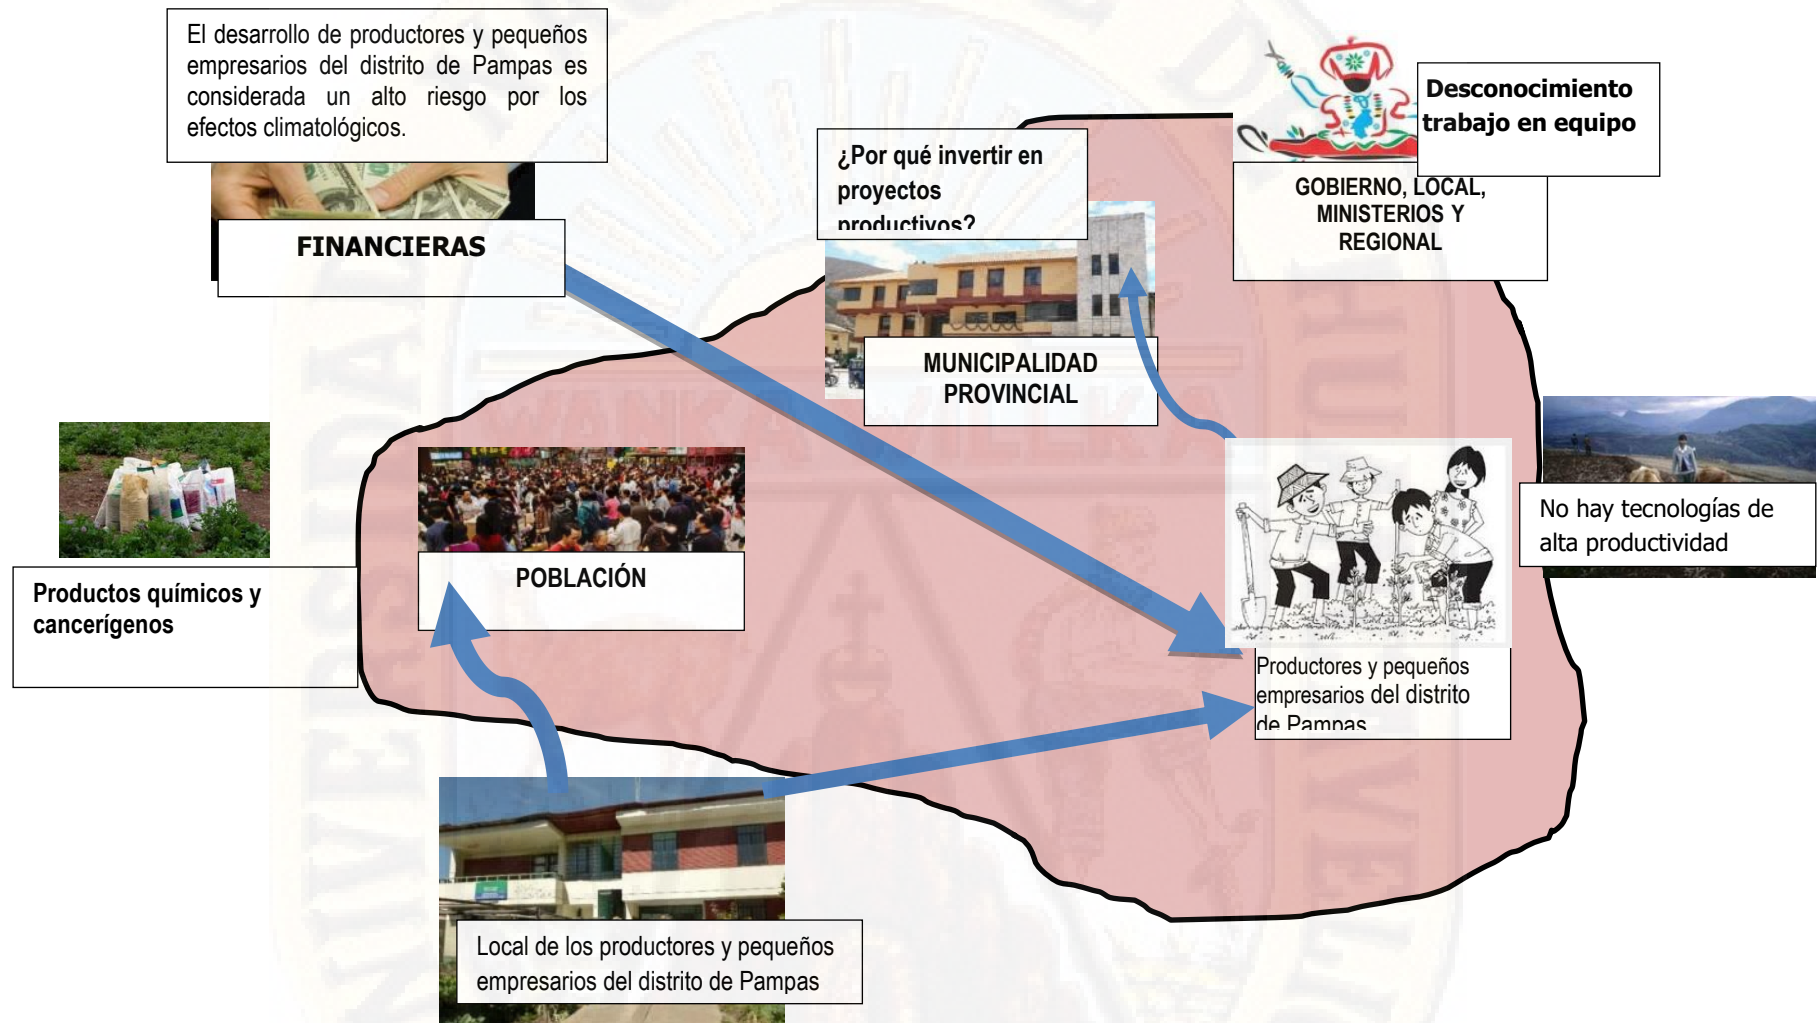 El desarrollo de productores y pequeños
empresarios del distrito de Pampas es
considerada un alto riesgo por los
efectos climatológicos.
FINANCIERAS
¿Por qué invertir en
proyectos
productivos?
MUNICIPALIDAD
PROVINCIAL
Desconocimiento
trabajo en equipo
GOBIERNO, LOCAL,
MINISTERIOS Y
REGIONAL
Productos químicos y
cancerígenos
POBLACIÓN
No hay tecnologías de
alta productividad
Productores y pequeños
empresarios del distrito
de Pampas
Local de los productores y pequeños
empresarios del distrito de Pampas
WANKA WILLKA